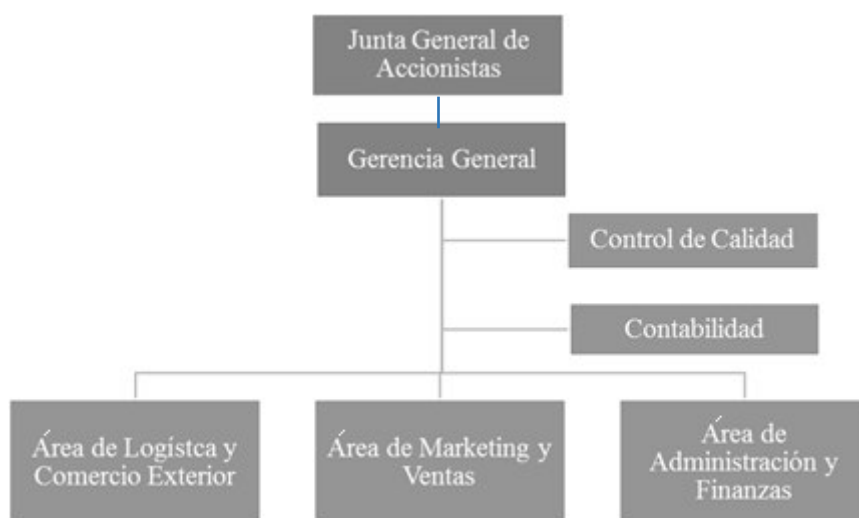 Junta General de
Accionistas
Gerencia General
Control de Calidad
Contabilidad
Área de Logístca y
Comercio Exterior
Área de Marketing y
Ventas
Área de
Administración y
Finanzas